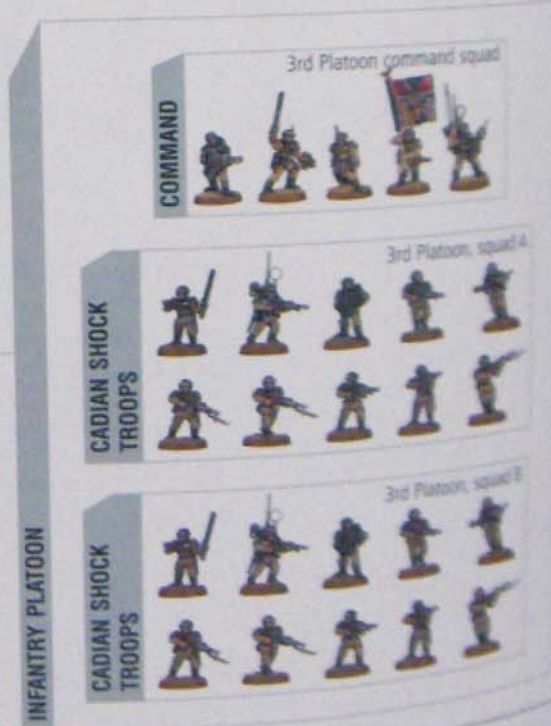 INFANTRY PLATOON
COMMAND
3rd Platoon command squad
CADIAN SHOCK
TROOPS
3rd Platoon, squad A
CADIAN SHOCK
TROOPS
3rd Platoon, squad B